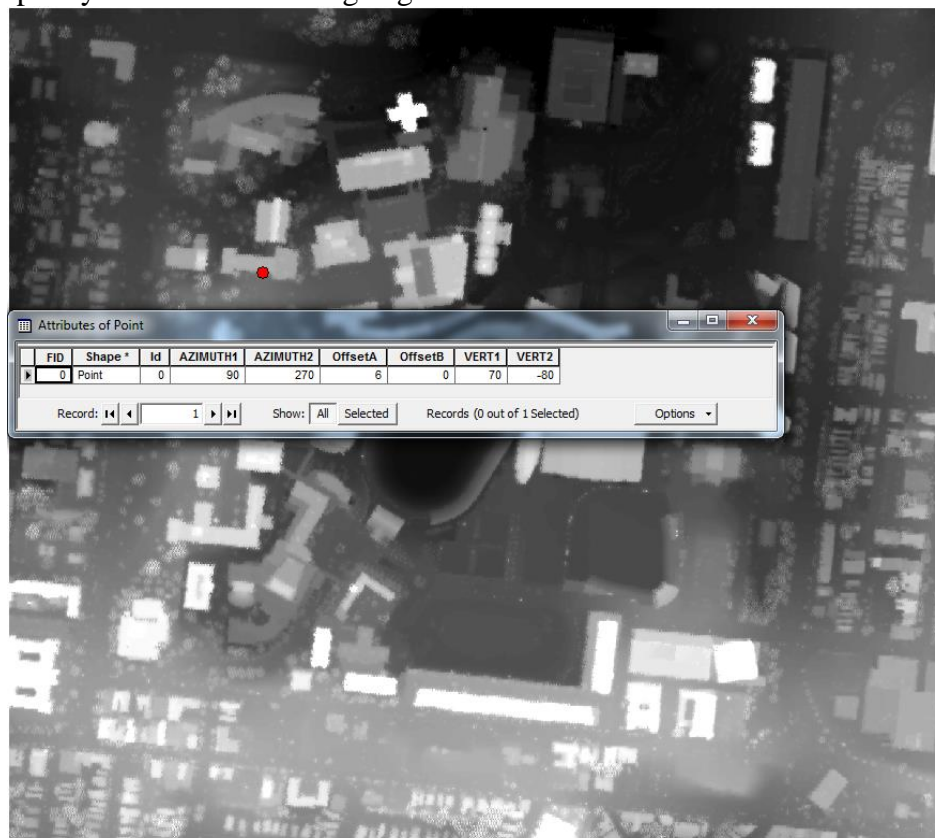 Attributes of Point
FID Shape * Id AZIMUTH1 AZIMUTH2 OffsetA OffsetB VERT1 VERT2
0 Point 0 90 270 6 0 70 -80
Record: 1 Show: All Selected Records (0 out of 1 Selected) Options